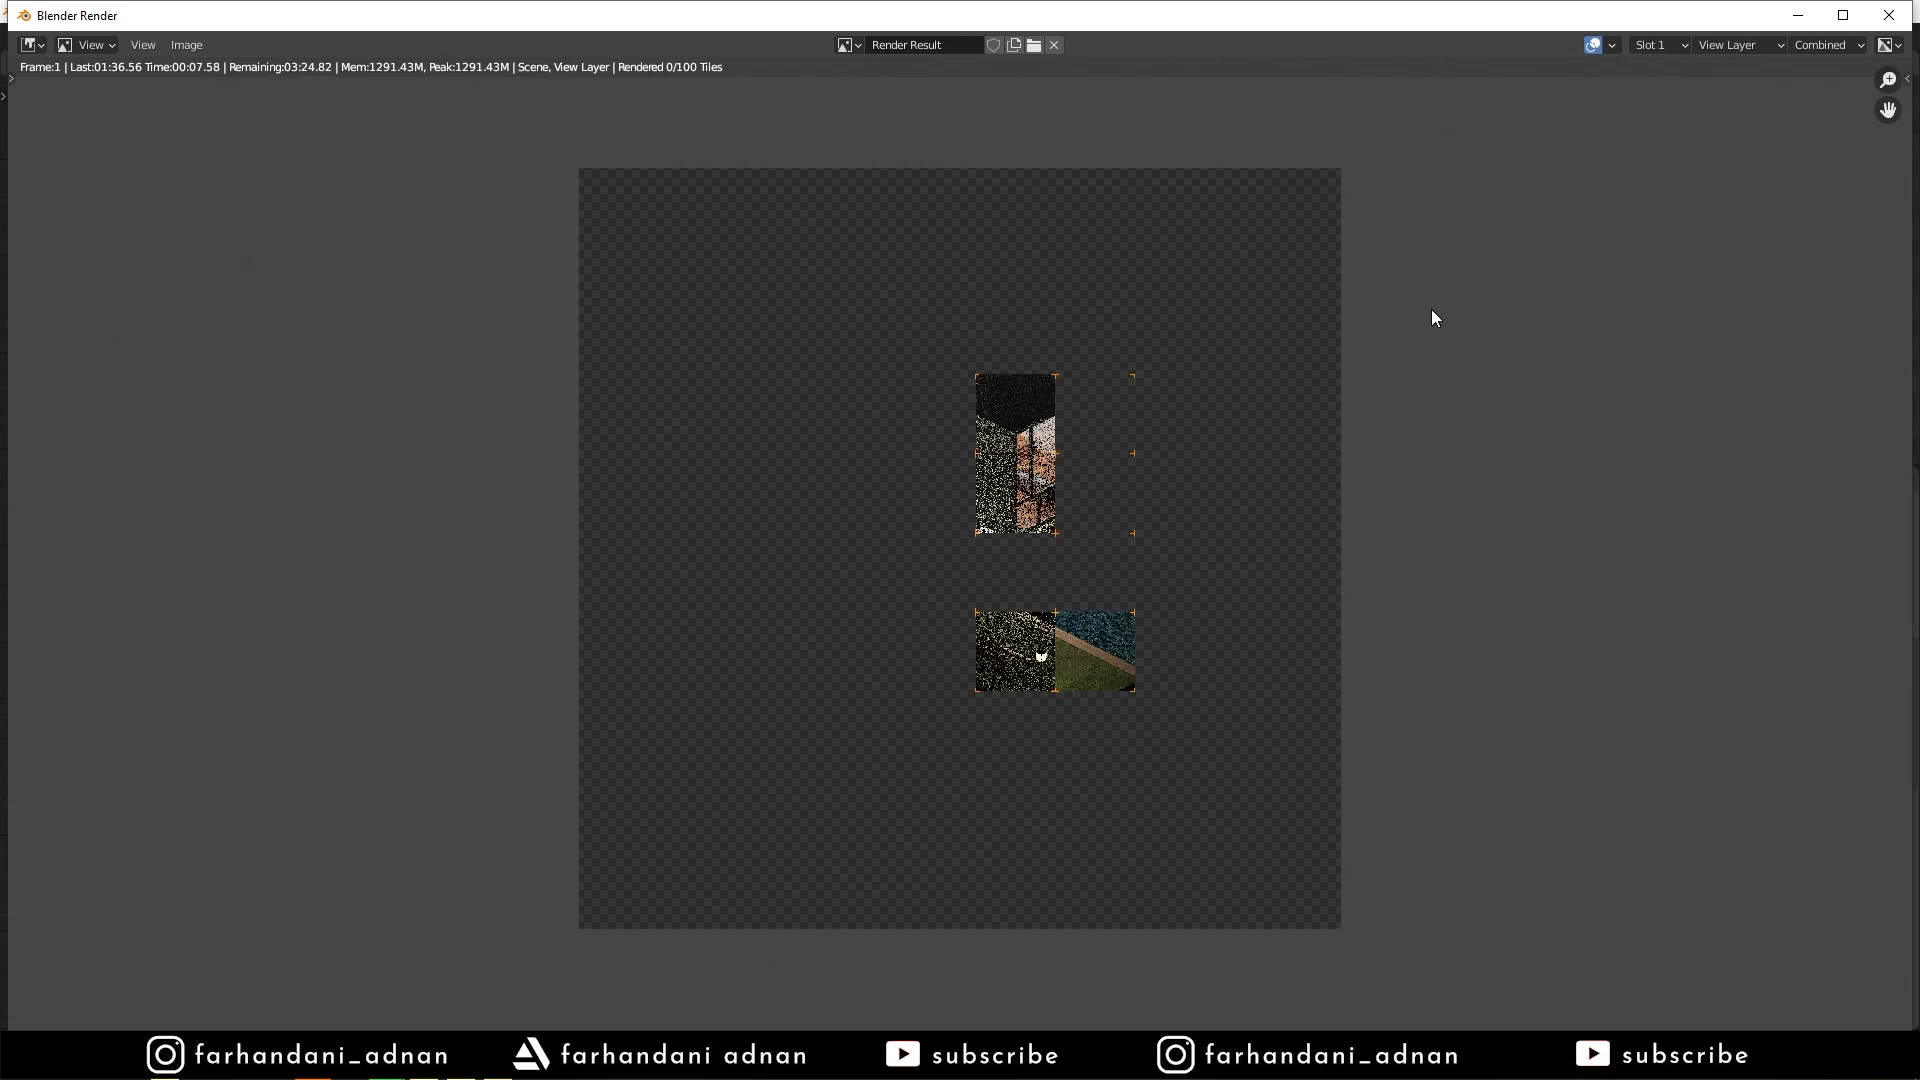 Blender Render
View View Image Render Result Slot 1 View Layer Combined
Frame:1 | Last:01:36.56 Time:00:07.58 | Remaining:03:24.82 | Mem:1291.43M, Peak:1291.43M | Scene, View Layer | Rendered 0/100 Tiles
farhandani_adnan farhandani adnan subscribe farhandani_adnan subscribe